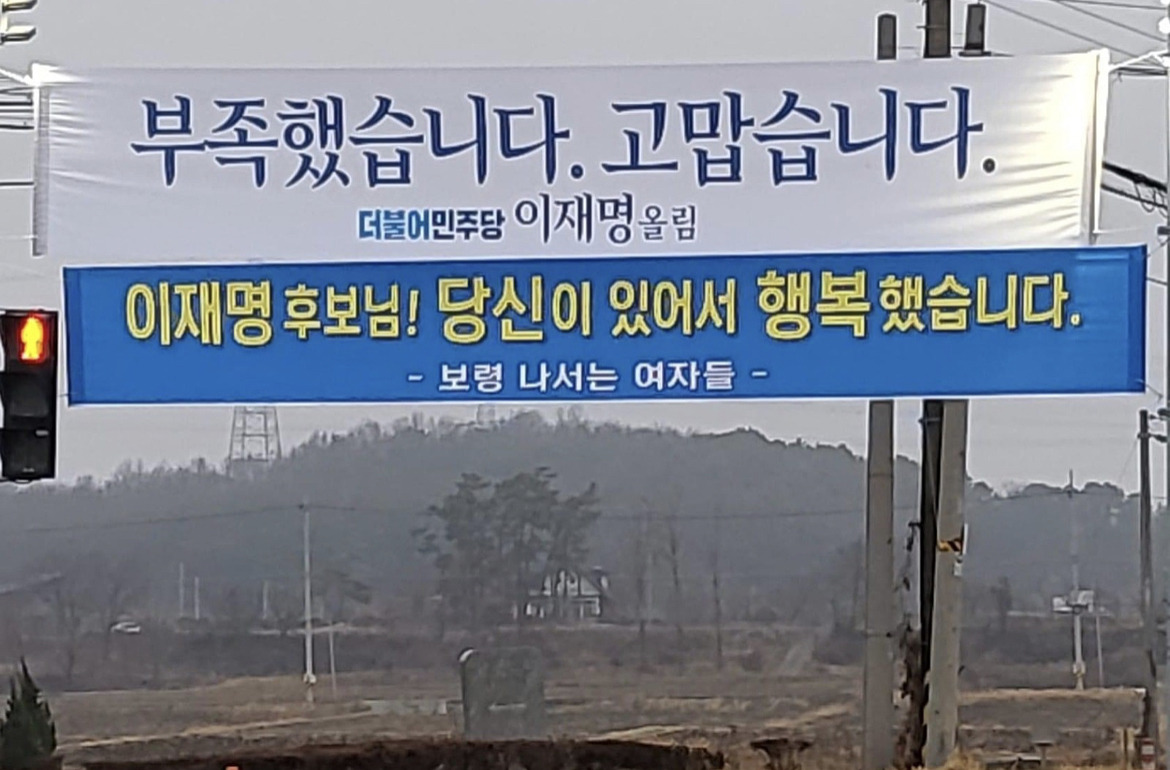 부족했습니다. 고맙습니다.
더불어민주당 이재명 올림
이재명 후보님! 당신이 있어서 행복했습니다.
- 보령 나서는 여자들 -